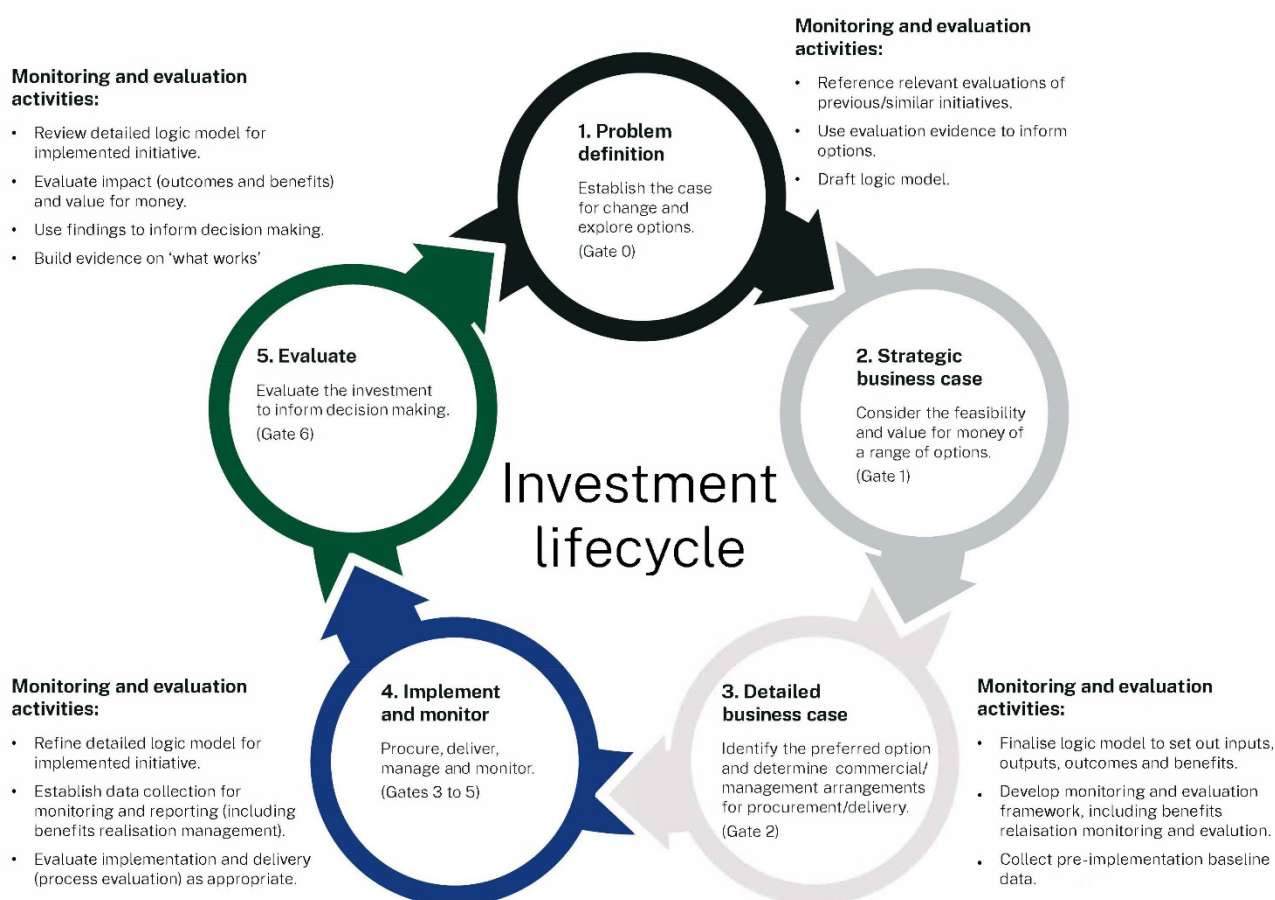 Monitoring and evaluation
activities:
• Reference relevant evaluations of
previous/similar initiatives.
• Use evaluation evidence to inform
options.
• Draft logic model.
Monitoring and evaluation
activities:
• Review detailed logic model for
implemented initiative.
• Evaluate impact (outcomes and benefits)
and value for money.
• Use findings to inform decision making.
• Build evidence on ‘what works’
1. Problem
definition
Establish the case
for change and
explore options.
(Gate 0)
2. Strategic
business case
Consider the feasibility
and value for money of
a range of options.
(Gate 1)
5. Evaluate
Evaluate the investment
to inform decision making.
(Gate 6)
Investment
lifecycle
Monitoring and evaluation
activities:
• Refine detailed logic model for
implemented initiative.
• Establish data collection for
monitoring and reporting (including
benefits realisation management).
• Evaluate implementation and delivery
(process evaluation) as appropriate.
4. Implement
and monitor
Procure, deliver,
manage and monitor.
(Gates 3 to 5)
3. Detailed
business case
Identify the preferred option
and determine commercial/
management arrangements
for procurement/delivery.
(Gate 2)
Monitoring and evaluation
activities:
• Finalise logic model to set out inputs,
outputs, outcomes and benefits.
• Develop monitoring and evaluation
framework, including benefits
relaisation monitoring and evalution.
• Collect pre-implementation baseline
data.